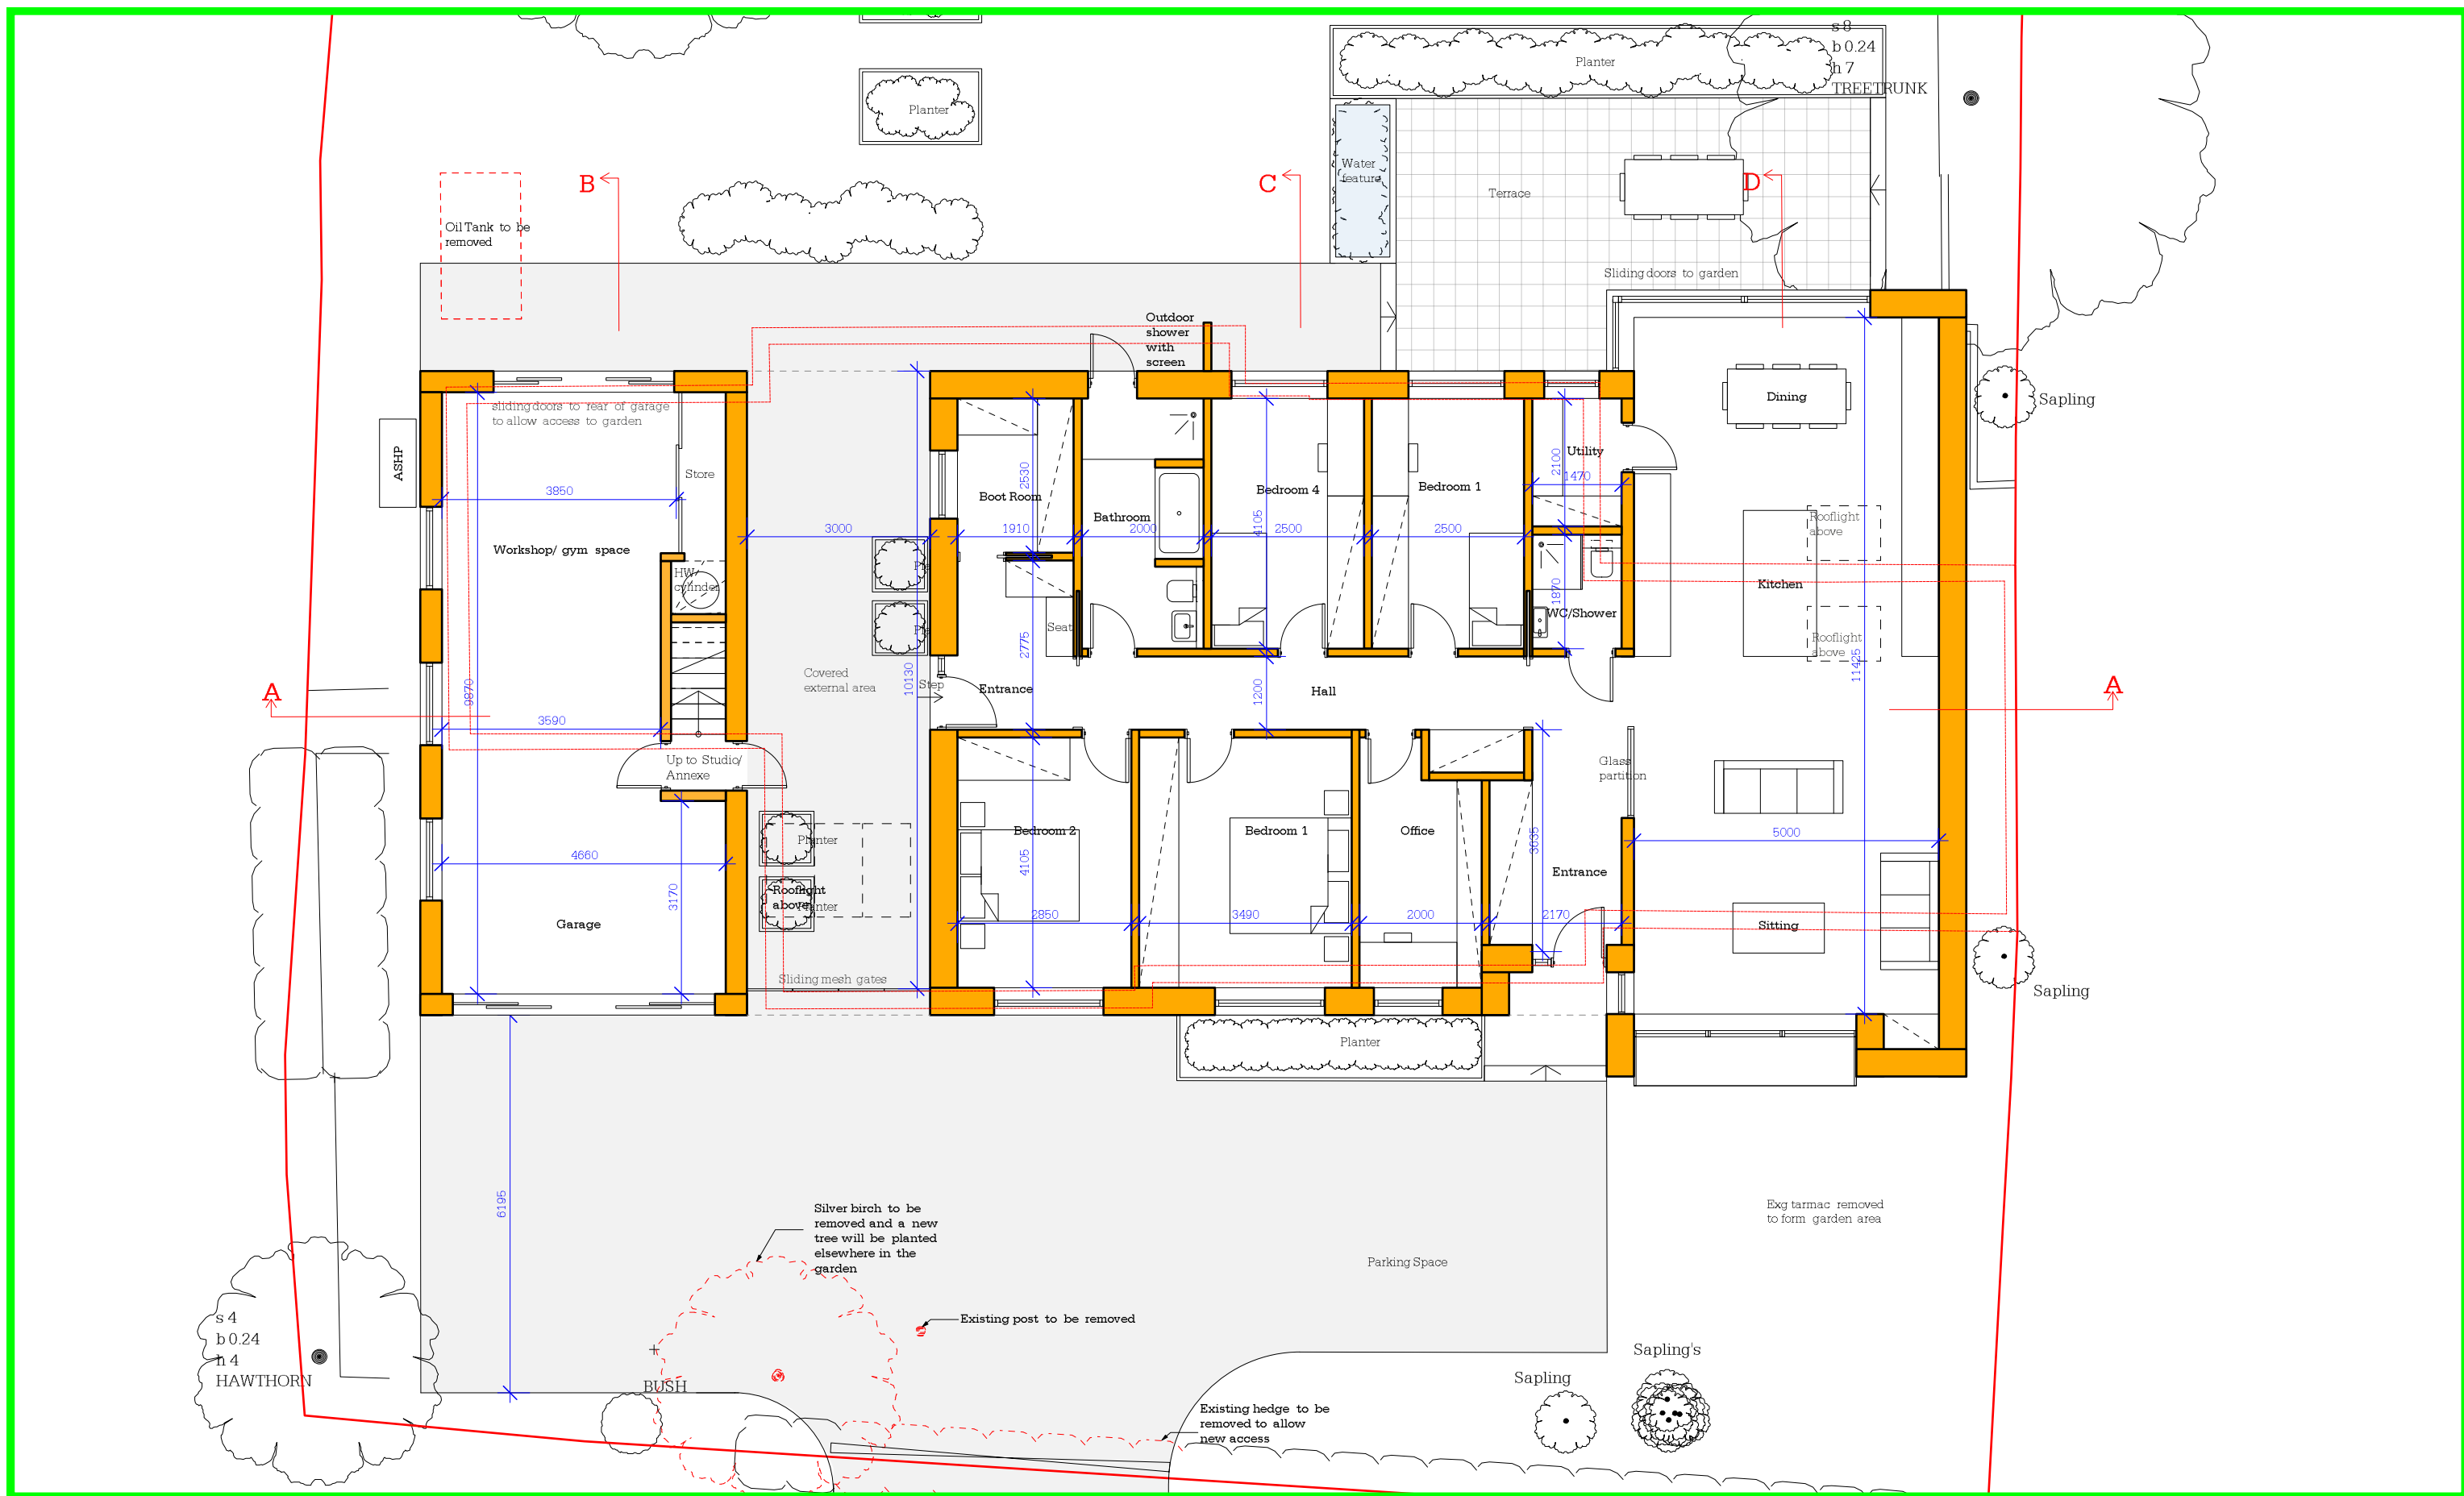 s 8
b 0.24
h 7
TREETRUNK
Planter
Planter
Water
feature
Terrace
B
C
D
Oil Tank to be
removed
Sliding doors to garden
Outdoor
shower
with
screen
sliding doors to rear of garage
to allow access to garden
ASHP
Store
3850
Workshop/ gym space
HW
cylinder
3000
Boot Room
2530
1910
Bathroom
2000
Bedroom 4
4105
2500
Bedroom 1
2500
Utility
2100
1470
Dining
Sapling
Rooflight
above
Kitchen
Rooflight
above
WC/Shower
1870
Seat
2775
Covered
external area
10130
Step
Entrance
Hall
1200
11425
A
A
9870
3590
Up to Studio/
Annexe
Glass
partition
Planter
Rooflight
above
Planter
4660
3170
Garage
Bedroom 2
4105
Bedroom 1
Office
3635
Entrance
5000
2850
3490
2000
2170
Sitting
Sapling
Sliding mesh gates
Planter
6195
Silver birch to be
removed and a new
tree will be planted
elsewhere in the
garden
Exg tarmac removed
to form garden area
Parking Space
Existing post to be removed
s 4
b 0.24
h 4
HAWTHORN
BUSH
Sapling's
Sapling
Existing hedge to be
removed to allow
new access